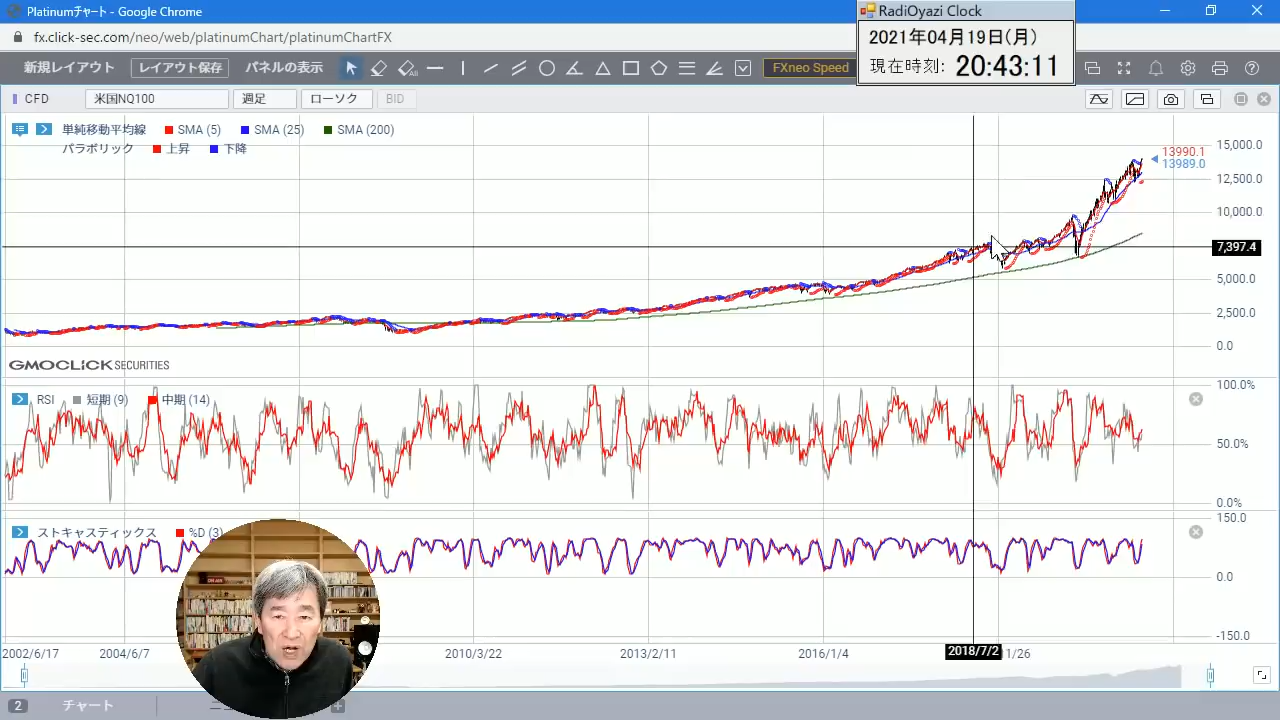 Platinumチャート - Google Chrome
RadiOyazi Clock
2021年04月19日(月)
現在時刻: 20:43:11
fx.click-sec.com/neo/web/platinumChart/platinumChartFX
新規レイアウト レイアウト保存 パネルの表示 FXneo Speed
CFD 米国NQ100 週足 ローソク BID
単純移動平均線 SMA (5) SMA (25) SMA (200)
パラボリック 上昇 下降
15,000.0
13990.1
13989.0
12,500.0
10,000.0
7,397.4
5,000.0
2,500.0
0.0
GMOCLICK SECURITIES
RSI 短期 (9) 中期 (14)
100.0%
50.0%
0.0%
ストキャスティックス %D (3)
150.0
0.0
-150.0
2002/6/17 2004/6/7 2010/3/22 2013/2/11 2016/1/4 2018/7/2 1/26
2 チャート